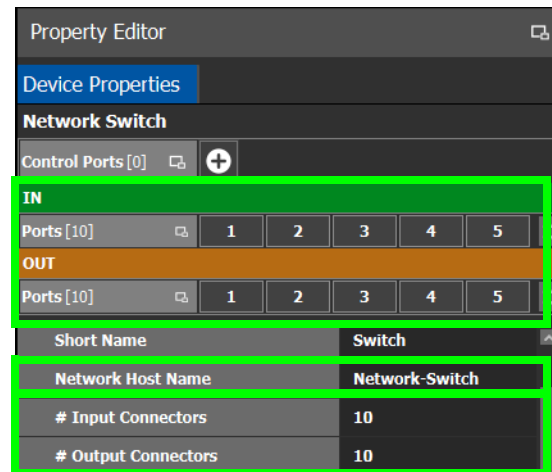 Property Editor
Device Properties
Network Switch
Control Ports [0]
IN
Ports [10] 1 2 3 4 5
OUT
Ports [10] 1 2 3 4 5
Short Name Switch
Network Host Name Network-Switch
# Input Connectors 10
# Output Connectors 10